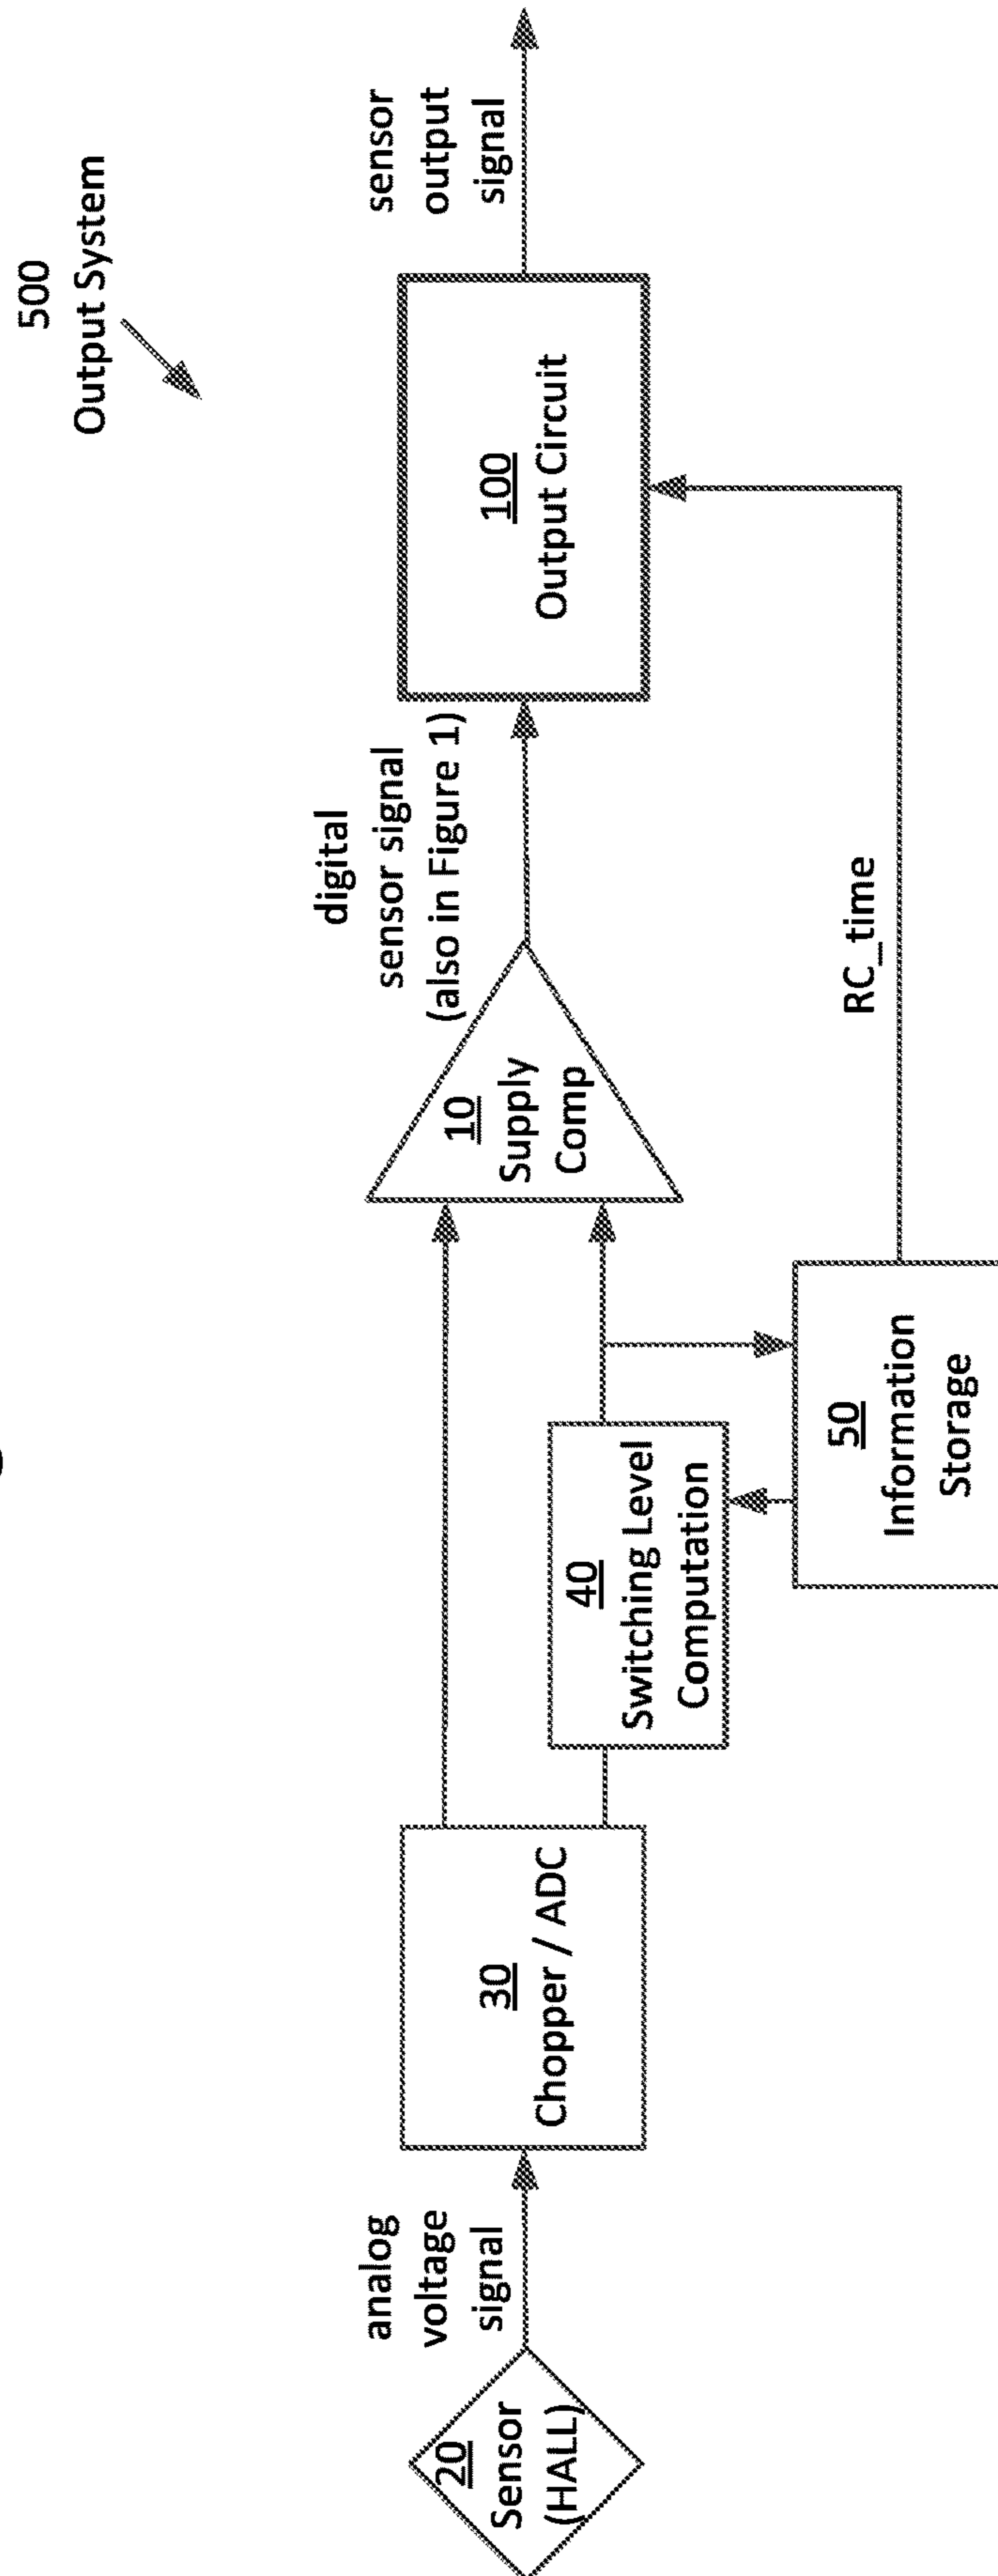 500
Output System
20
Sensor
(HALL)
analog
voltage
signal
30
Chopper / ADC
40
Switching Level
Computation
50
Information
Storage
10
Supply
Comp
digital
sensor signal
(also in Figure 1)
RC_time
100
Output Circuit
sensor
output
signal